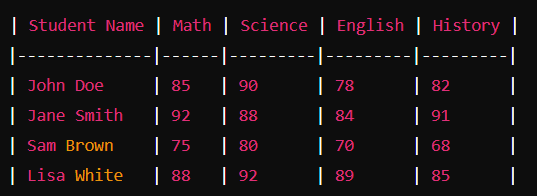 | Student Name | Math | Science | English | History |
|--------------|------|---------|---------|---------|
| John Doe     | 85   | 90      | 78      | 82      |
| Jane Smith   | 92   | 88      | 84      | 91      |
| Sam Brown    | 75   | 80      | 70      | 68      |
| Lisa White   | 88   | 92      | 89      | 85      |